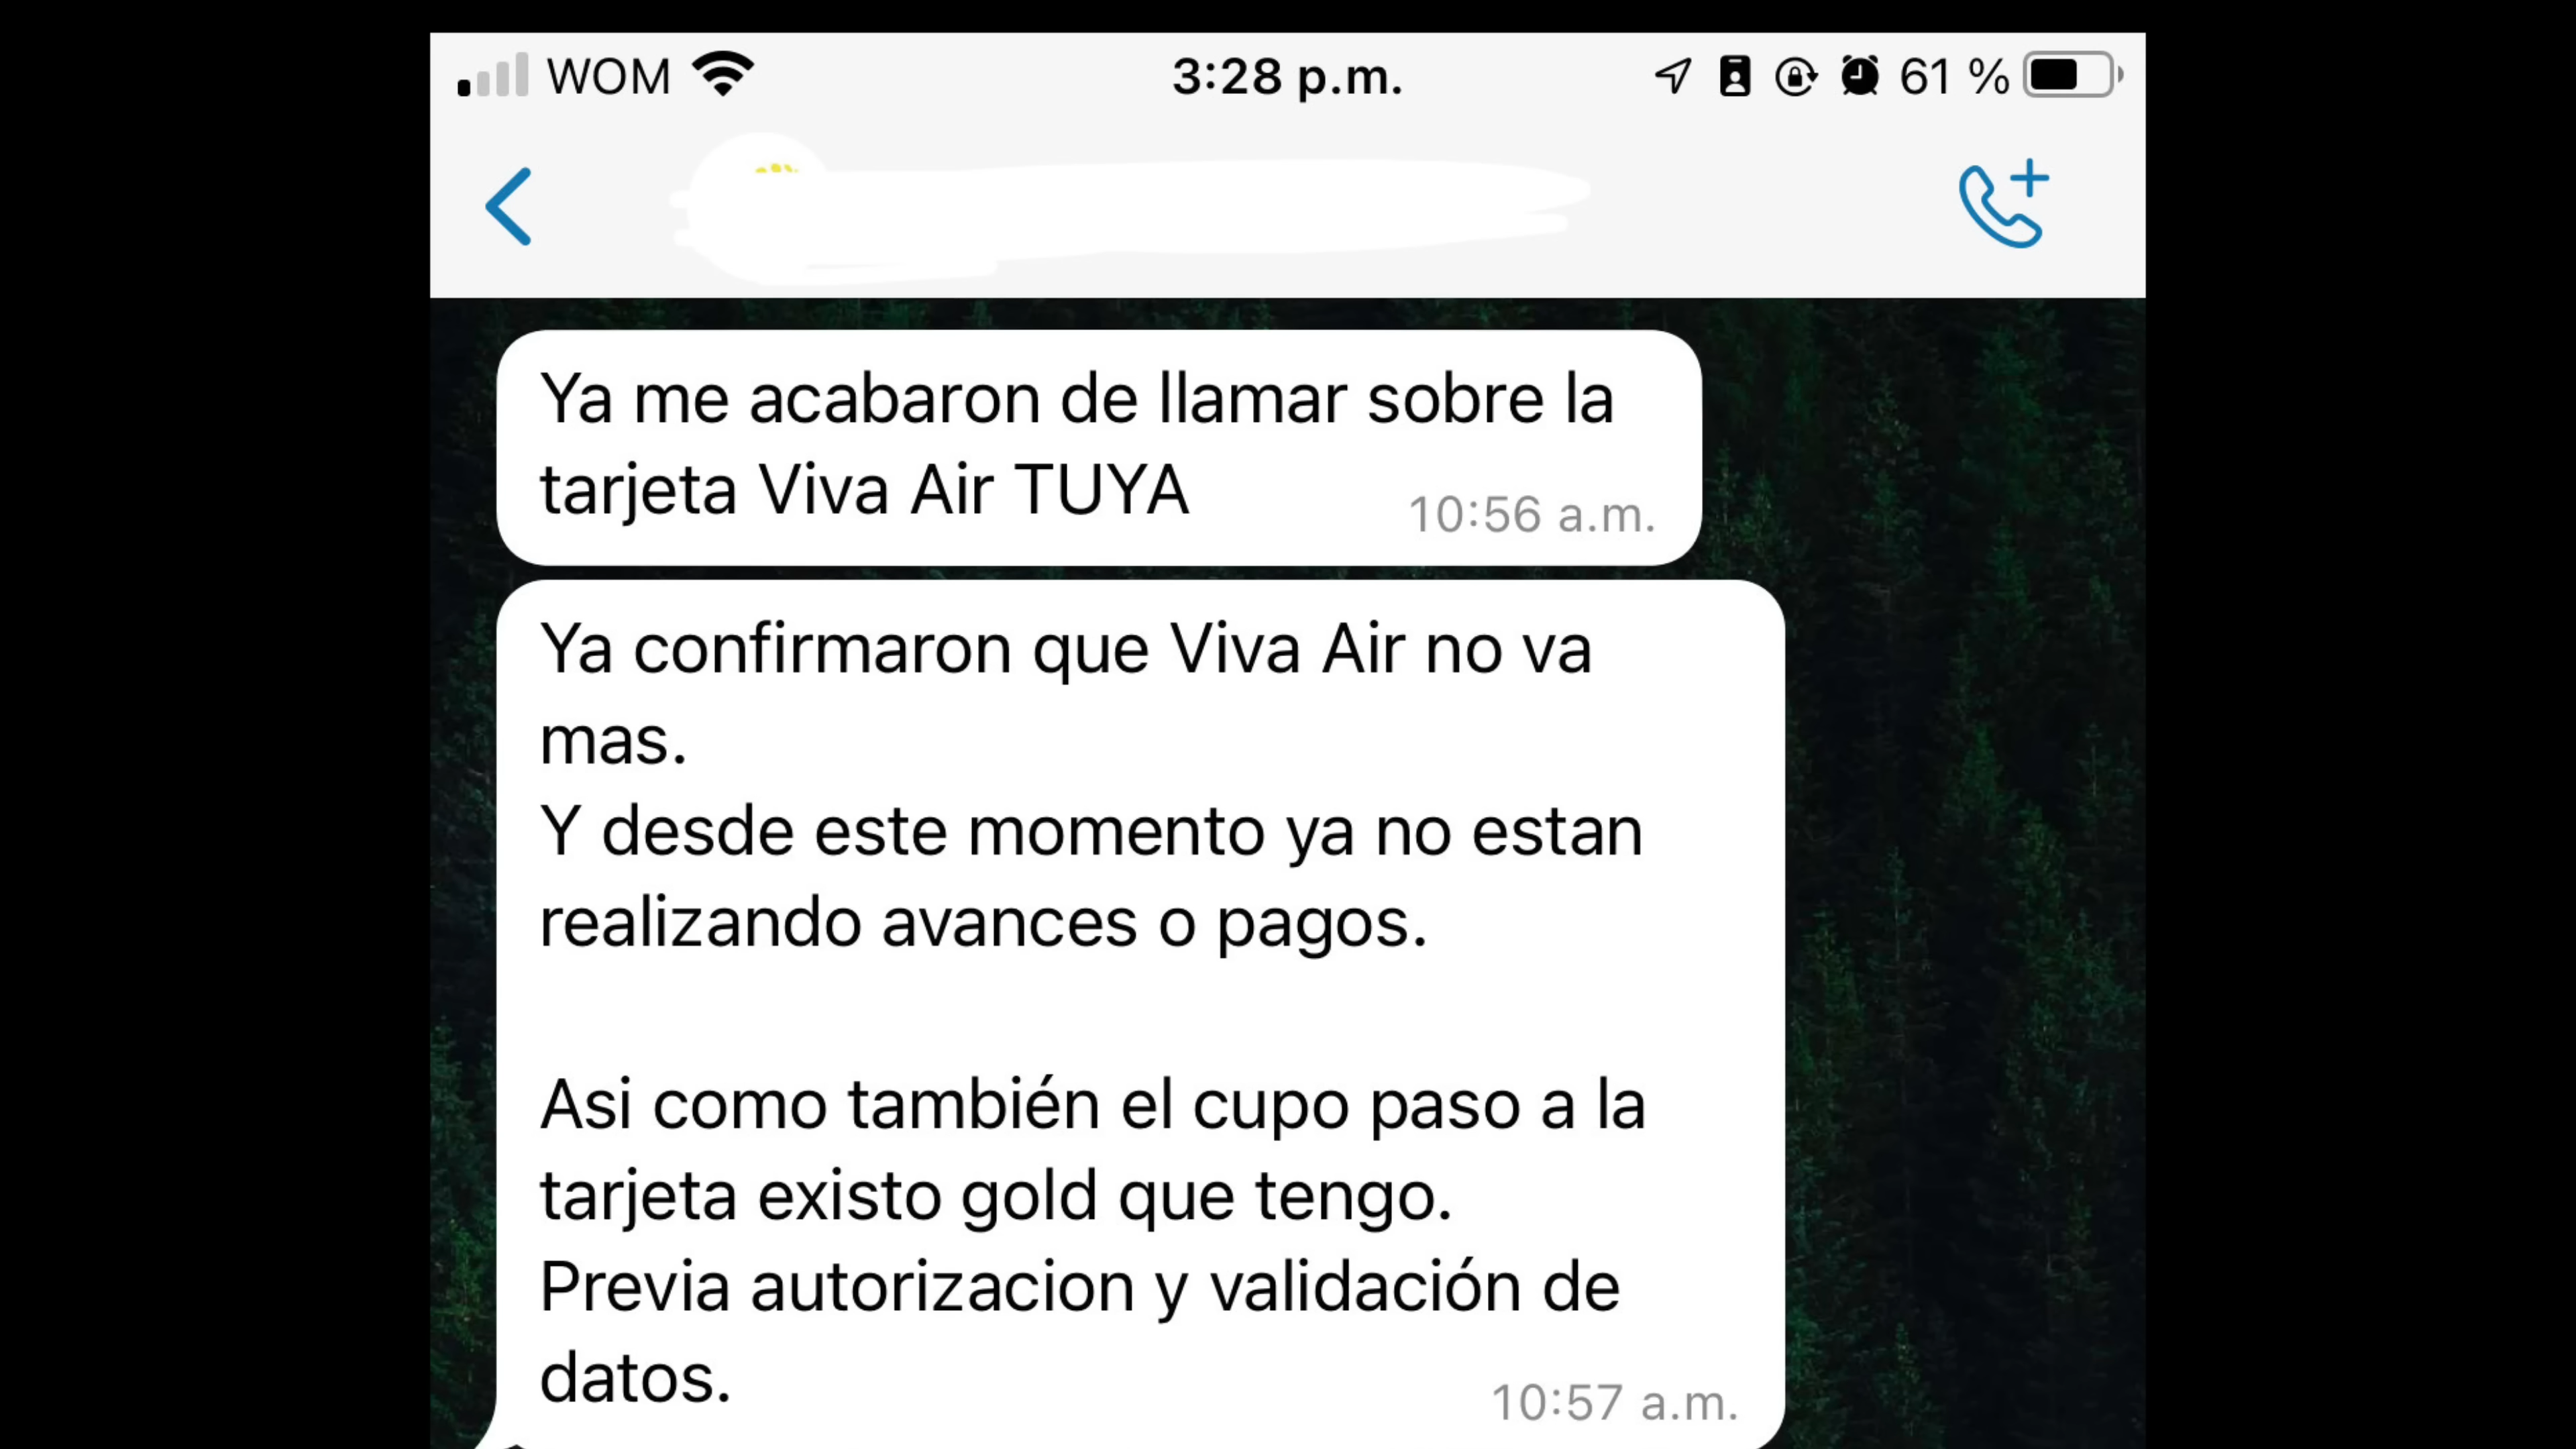 WOM 3:28 p.m. 61 %
Ya me acabaron de llamar sobre la
tarjeta Viva Air TUYA
10:56 a.m.
Ya confirmaron que Viva Air no va
mas.
Y desde este momento ya no estan
realizando avances o pagos.
Asi como también el cupo paso a la
tarjeta existo gold que tengo.
Previa autorizacion y validación de
datos.
10:57 a.m.